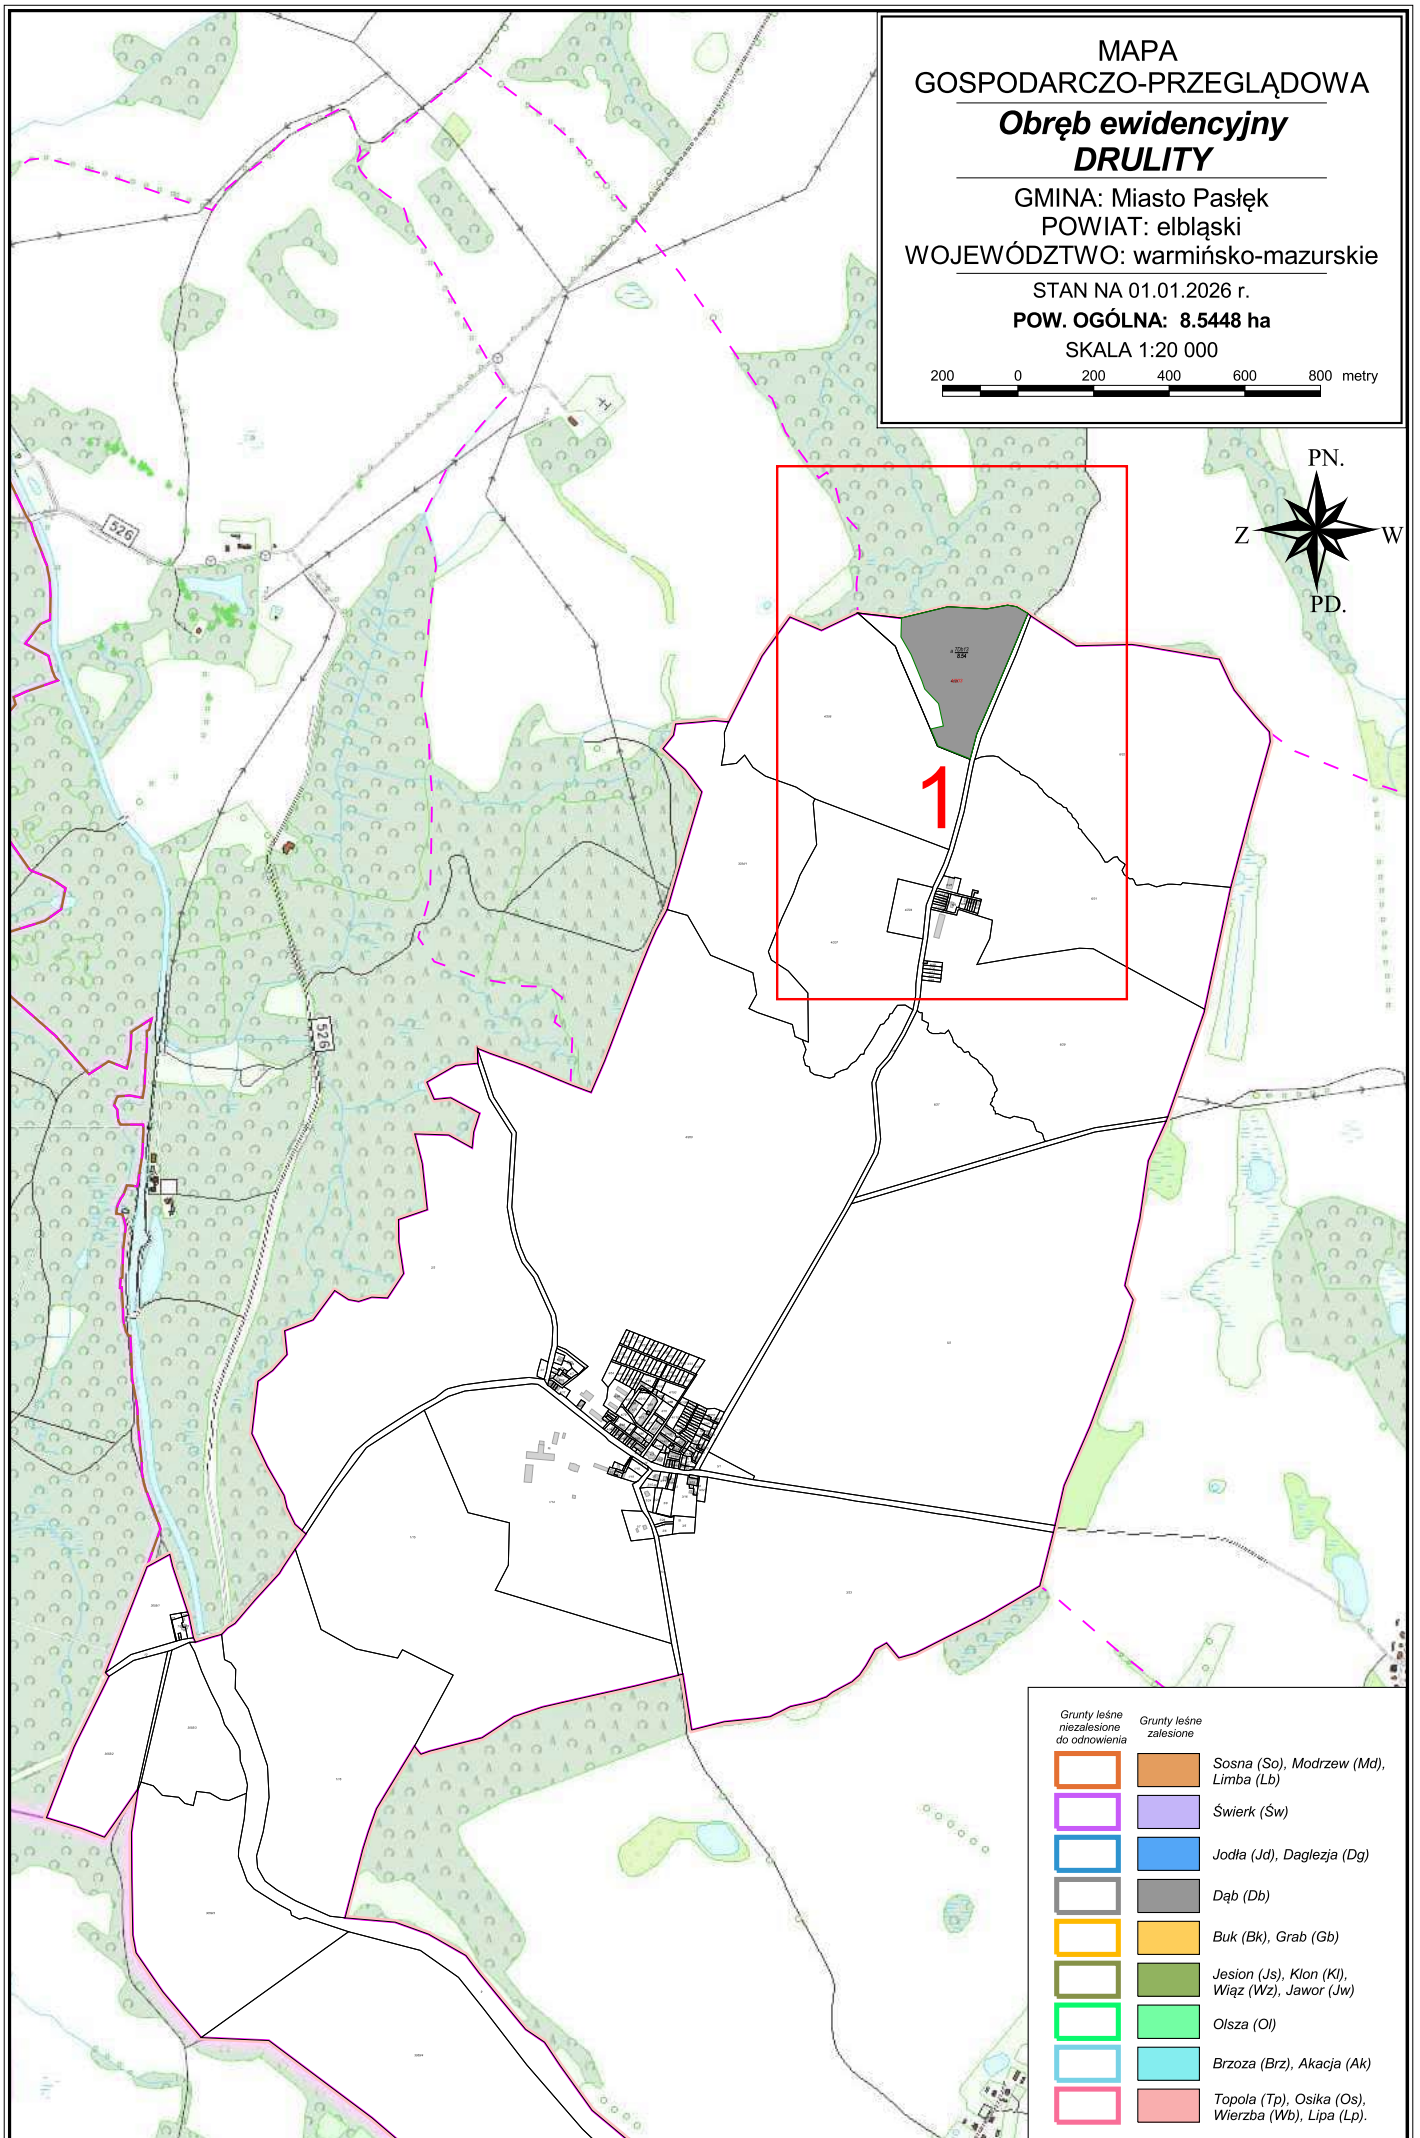 MAPA
GOSPODARCZO-PRZEGLĄDOWA
Obręb ewidencyjny
DRULITY
GMINA: Miasto Pasłęk
POWIAT: elbląski
WOJEWÓDZTWO: warmińsko-mazurskie
STAN NA 01.01.2026 r.
POW. OGÓLNA: 8.5448 ha
SKALA 1:20 000
200 0 200 400 600 800 metry
PN.
Z W
PD.
526
1
526
Grunty leśne
niezalesione
do odnowienia
Grunty leśne
zalesione
Sosna (So), Modrzew (Md),
Limba (Lb)
Świerk (Św)
Jodła (Jd), Daglezja (Dg)
Dąb (Db)
Buk (Bk), Grab (Gb)
Jesion (Js), Klon (Kl),
Wiąz (Wz), Jawor (Jw)
Olsza (Ol)
Brzoza (Brz), Akacja (Ak)
Topola (Tp), Osika (Os),
Wierzba (Wb), Lipa (Lp).